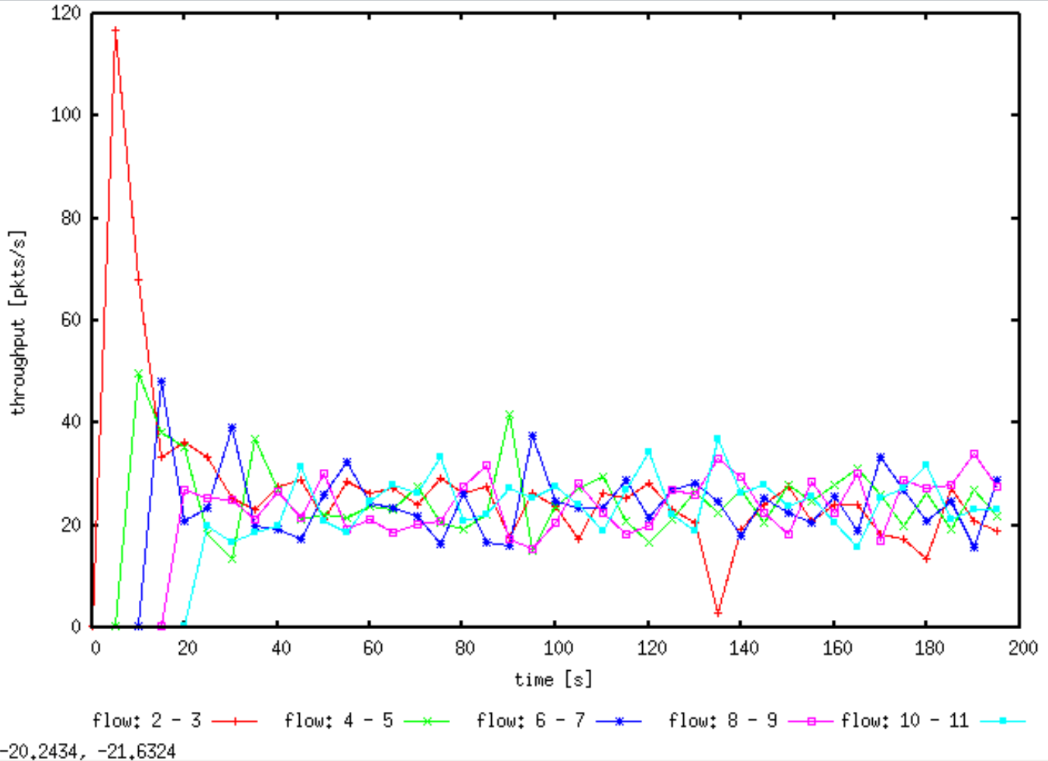 120
100
80
60
40
20
0
throughput [pkts/s]
0 20 40 60 80 100 120 140 160 180 200
time [s]
flow: 2 - 3 flow: 4 - 5 flow: 6 - 7 flow: 8 - 9 flow: 10 - 11
-20.2434, -21.6324